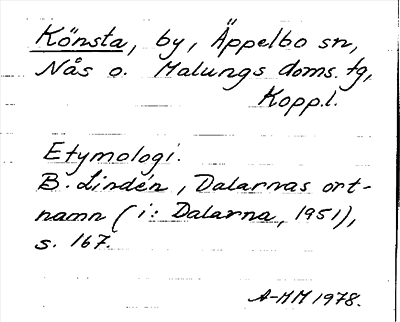 Könsta, by, Äppelbo sn,
Nås o. Malungs doms. tg,
Kopp.l.
Etymologi.
B. Lindén, Dalarnas ort-
namn (i: Dalarna, 1951),
s. 167.
A-MM 1978.